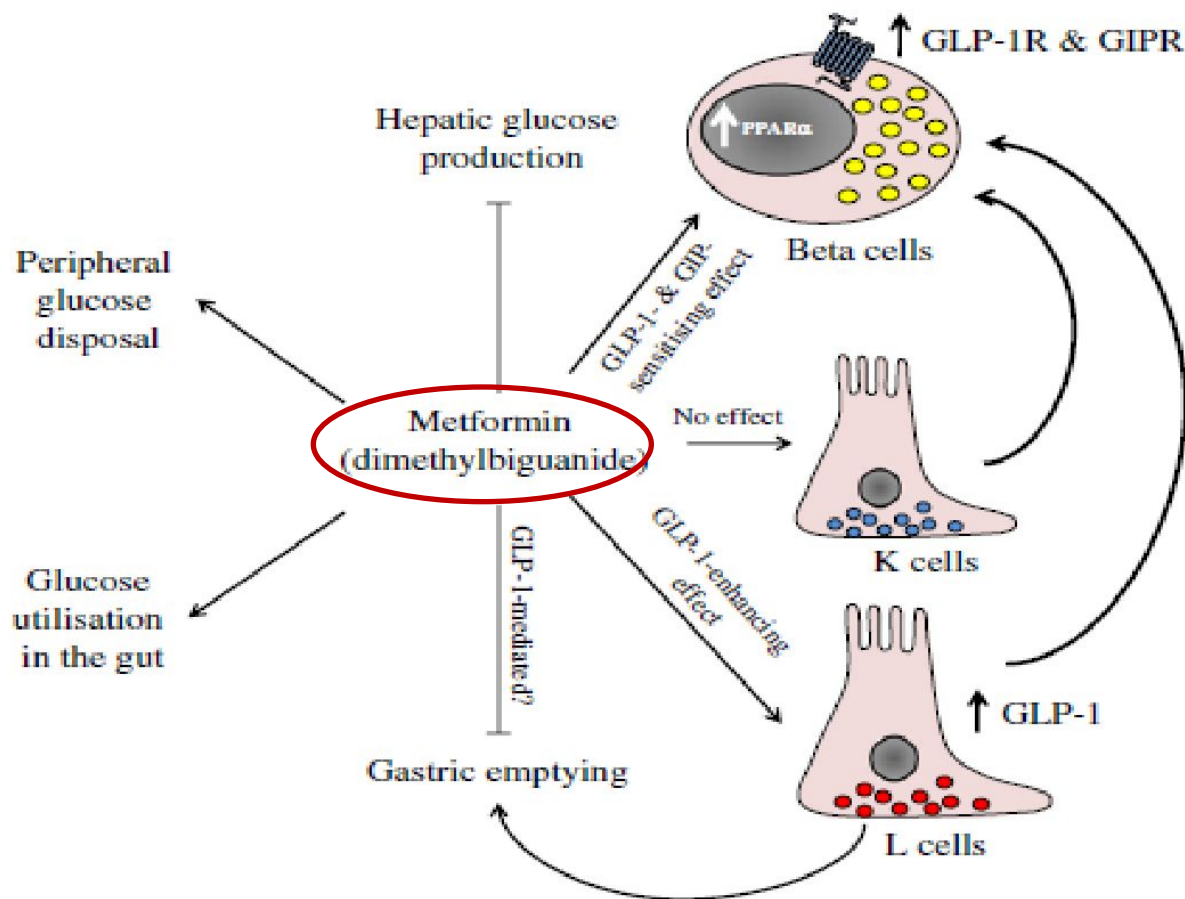 GLP-1R & GIPR
PPARα
Beta cells
Hepatic glucose
production
GLP-1- & GIP-
sensitising effect
Peripheral
glucose
disposal
Metformin
(dimethylbiguanide)
No effect
K cells
GLP-1-enhancing
effect
GLP-1-mediated?
Glucose
utilisation
in the gut
GLP-1
Gastric emptying
L cells